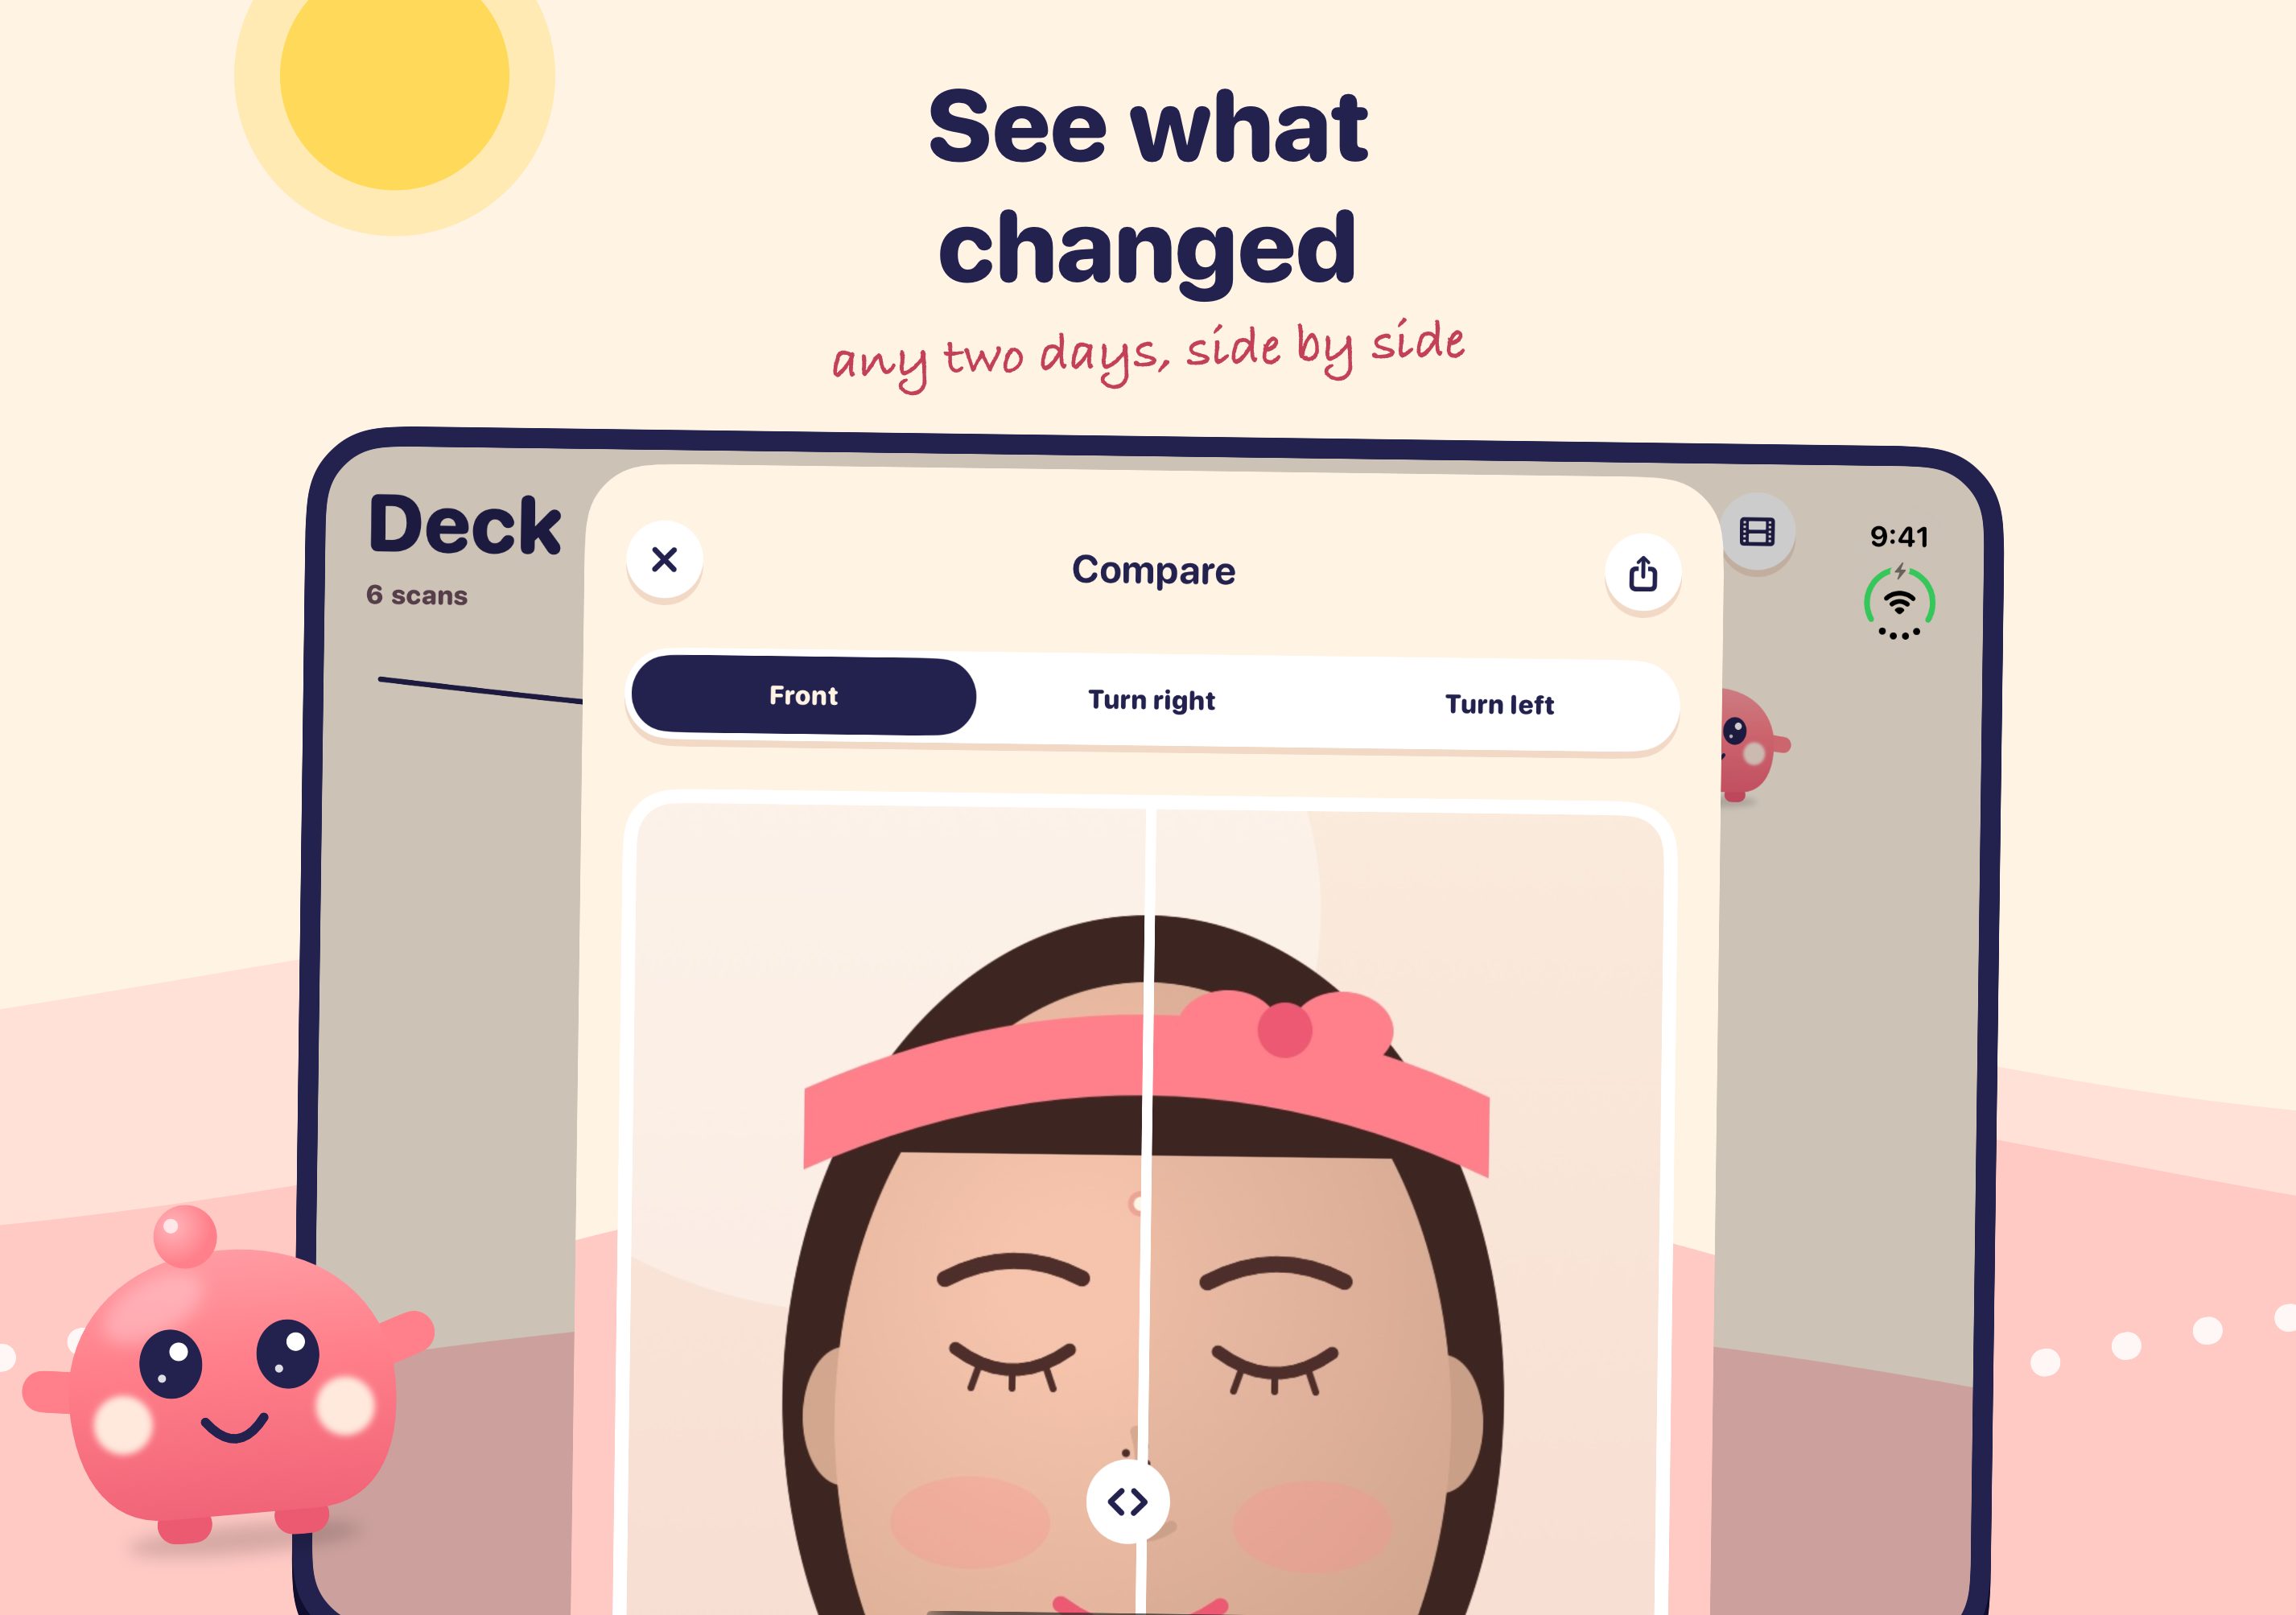 See what
changed
any two days, side by side
Deck
6 scans
Compare
9:41
Front
Turn right
Turn left